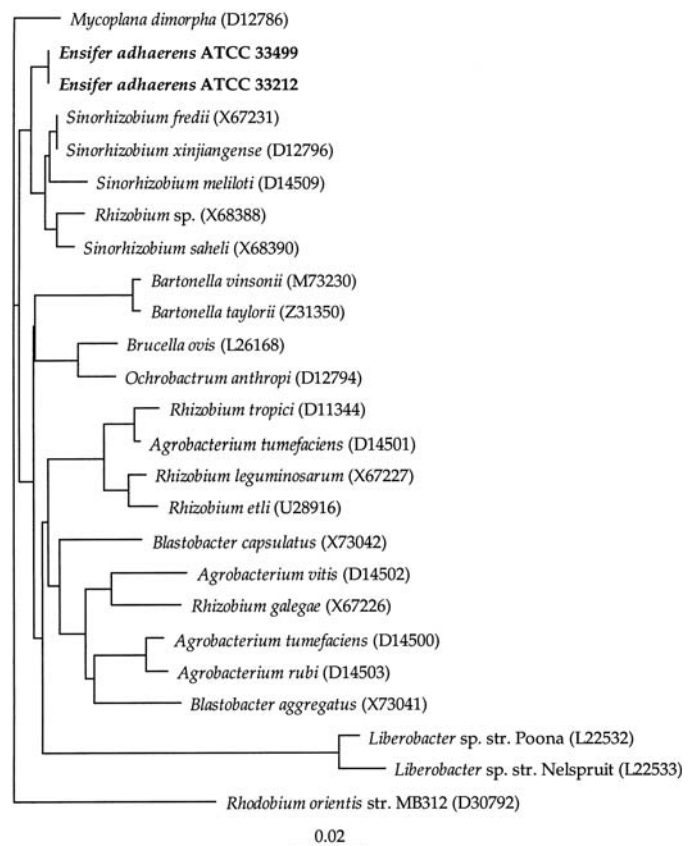 Mycoplana dimorpha (D12786)
Ensifer adhaerens ATCC 33499
Ensifer adhaerens ATCC 33212
Sinorhizobium fredii (X67231)
Sinorhizobium xinjiangense (D12796)
Sinorhizobium meliloti (D14509)
Rhizobium sp. (X68388)
Sinorhizobium saheli (X68390)
Bartonella vinsonii (M73230)
Bartonella taylorii (Z31350)
Brucella ovis (L26168)
Ochrobactrum anthropi (D12794)
Rhizobium tropici (D11344)
Agrobacterium tumefaciens (D14501)
Rhizobium leguminosarum (X67227)
Rhizobium etli (U28916)
Blastobacter capsulatus (X73042)
Agrobacterium vitis (D14502)
Rhizobium galegae (X67226)
Agrobacterium tumefaciens (D14500)
Agrobacterium rubi (D14503)
Blastobacter aggregatus (X73041)
Liberobacter sp. str. Poona (L22532)
Liberobacter sp. str. Nelspruit (L22533)
Rhodobium orientis str. MB312 (D30792)
0.02